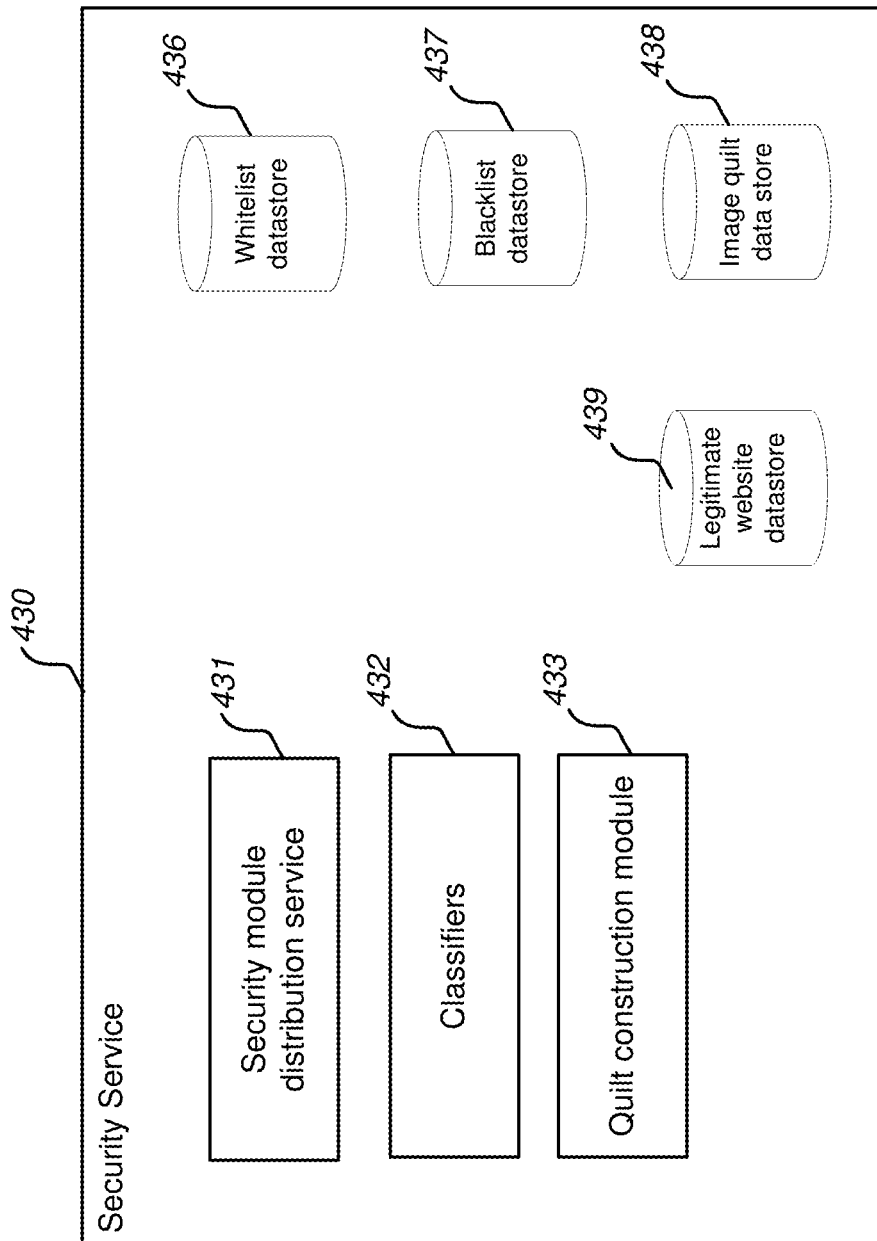 430
Security Service
431
Security module
distribution service
432
Classifiers
433
Quilt construction module
436
Whitelist
datastore
437
Blacklist
datastore
438
Image quilt
data store
439
Legitimate
website
datastore